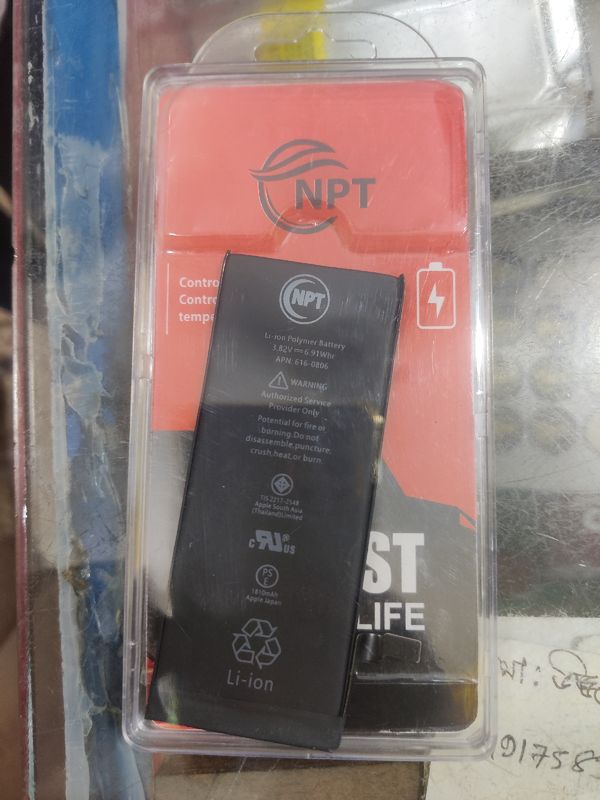 NPT
Contro
Contro
tempe
NPT
Li-ion Polymer Battery
3.82V⎓6.91Whr
APN: 616-0806
WARNING
Authorized Service
Provider Only
Potential for fire or
burning.Do not
disassemble,puncture,
crush,heat,or burn
TIS 2217-2548
Apple South Asia
(Thailand)Limited
c RU US
PS
E
1810mAh
Apple Japan
Li-ion
ST
LIFE